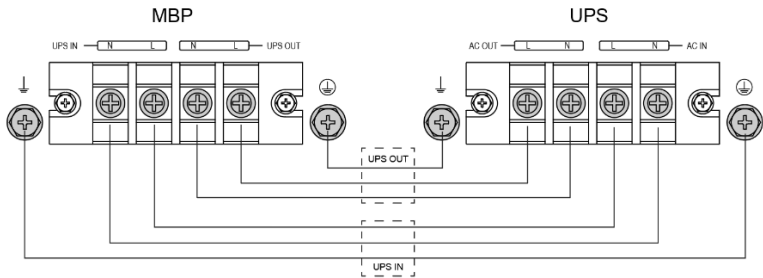 MBP UPS
UPS IN N L N L UPS OUT AC OUT L N L N AC IN
UPS OUT
UPS IN